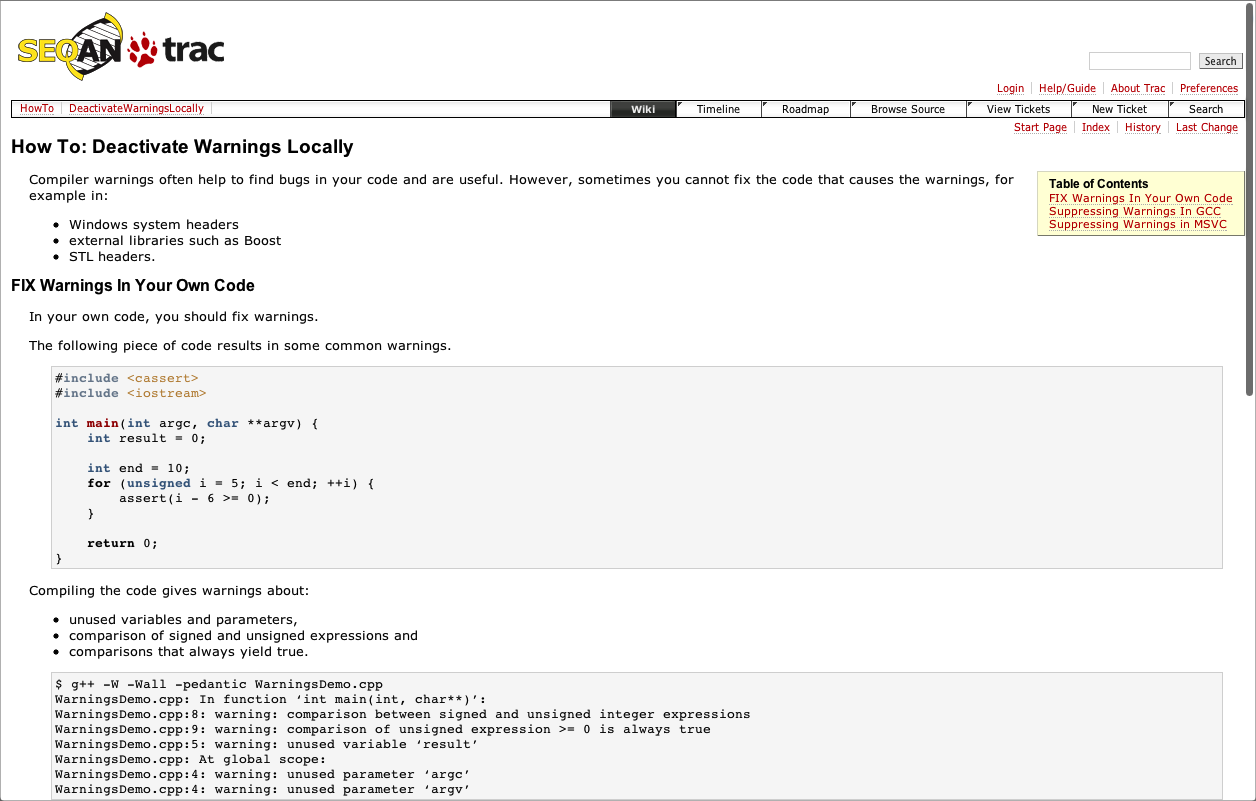 SEQAN trac
Search
Login Help/Guide About Trac Preferences
HowTo DeactivateWarningsLocally Wiki Timeline Roadmap Browse Source View Tickets New Ticket Search
Start Page Index History Last Change
How To: Deactivate Warnings Locally
Compiler warnings often help to find bugs in your code and are useful. However, sometimes you cannot fix the code that causes the warnings, for
example in:
• Windows system headers
• external libraries such as Boost
• STL headers.
Table of Contents
FIX Warnings In Your Own Code
Suppressing Warnings In GCC
Suppressing Warnings in MSVC
FIX Warnings In Your Own Code
In your own code, you should fix warnings.
The following piece of code results in some common warnings.
#include <cassert>
#include <iostream>
int main(int argc, char **argv) {
    int result = 0;
    int end = 10;
    for (unsigned i = 5; i < end; ++i) {
        assert(i - 6 >= 0);
    }
    return 0;
}
Compiling the code gives warnings about:
• unused variables and parameters,
• comparison of signed and unsigned expressions and
• comparisons that always yield true.
$ g++ -W -Wall -pedantic WarningsDemo.cpp
WarningsDemo.cpp: In function ‘int main(int, char**)’:
WarningsDemo.cpp:8: warning: comparison between signed and unsigned integer expressions
WarningsDemo.cpp:9: warning: comparison of unsigned expression >= 0 is always true
WarningsDemo.cpp:5: warning: unused variable ‘result’
WarningsDemo.cpp: At global scope:
WarningsDemo.cpp:4: warning: unused parameter ‘argc’
WarningsDemo.cpp:4: warning: unused parameter ‘argv’